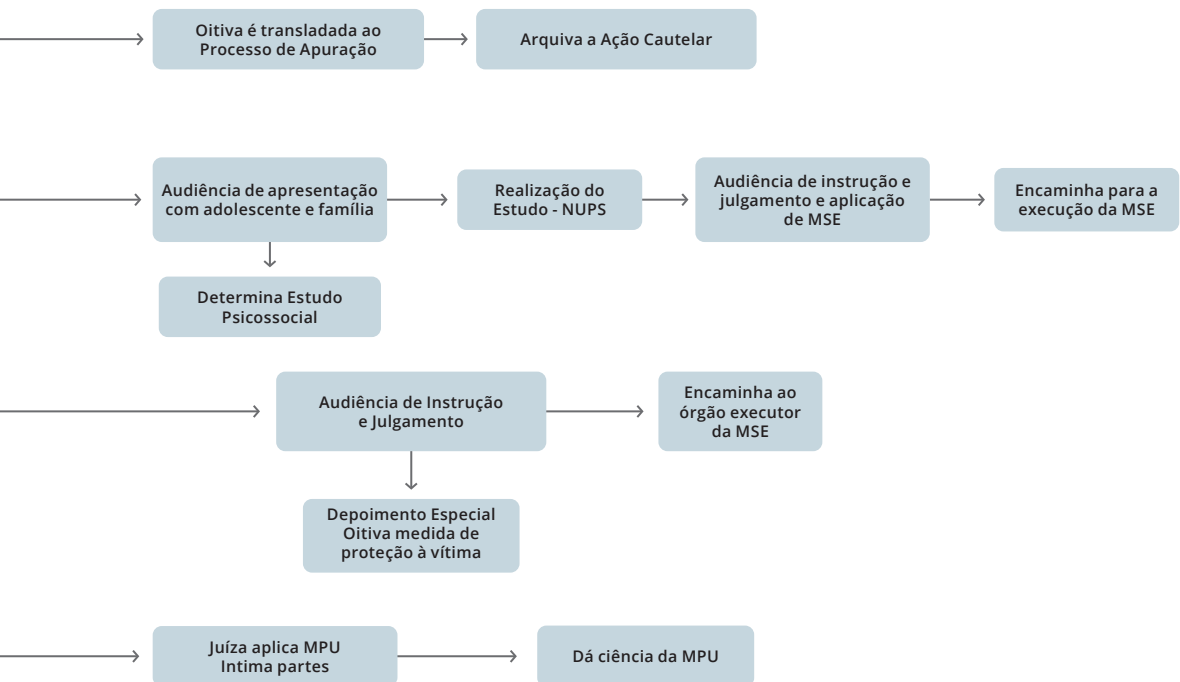 Oitiva é transladada ao
Processo de Apuração
Arquiva a Ação Cautelar
Audiência de apresentação
com adolescente e família
Realização do
Estudo - NUPS
Audiência de instrução e
julgamento e aplicação
de MSE
Encaminha para a
execução da MSE
Determina Estudo
Psicossocial
Audiência de Instrução
e Julgamento
Encaminha ao
órgão executor
da MSE
Depoimento Especial
Oitiva medida de
proteção à vítima
Juíza aplica MPU
Intima partes
Dá ciência da MPU